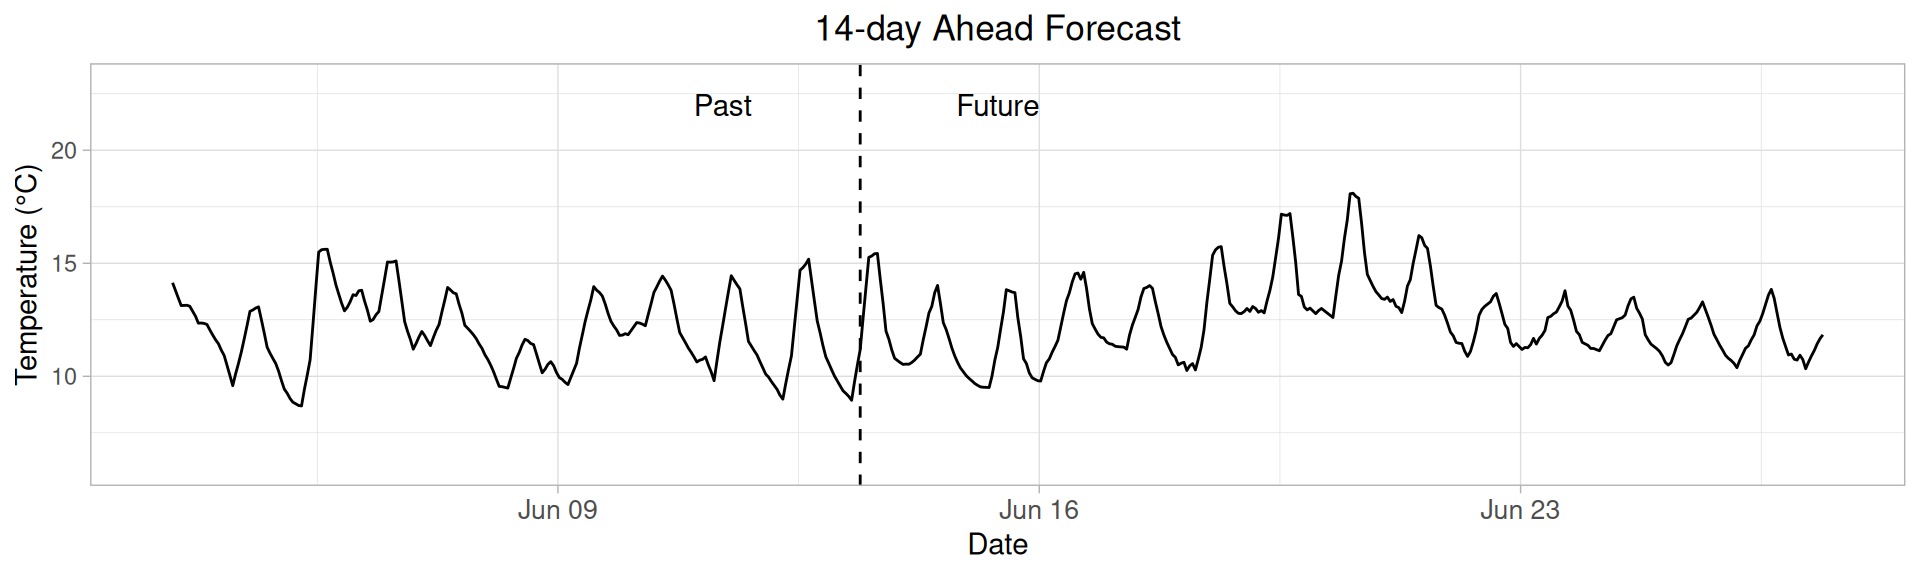 14-day Ahead Forecast
Past
Future
20
15
10
Temperature (°C)
Jun 09
Jun 16
Jun 23
Date